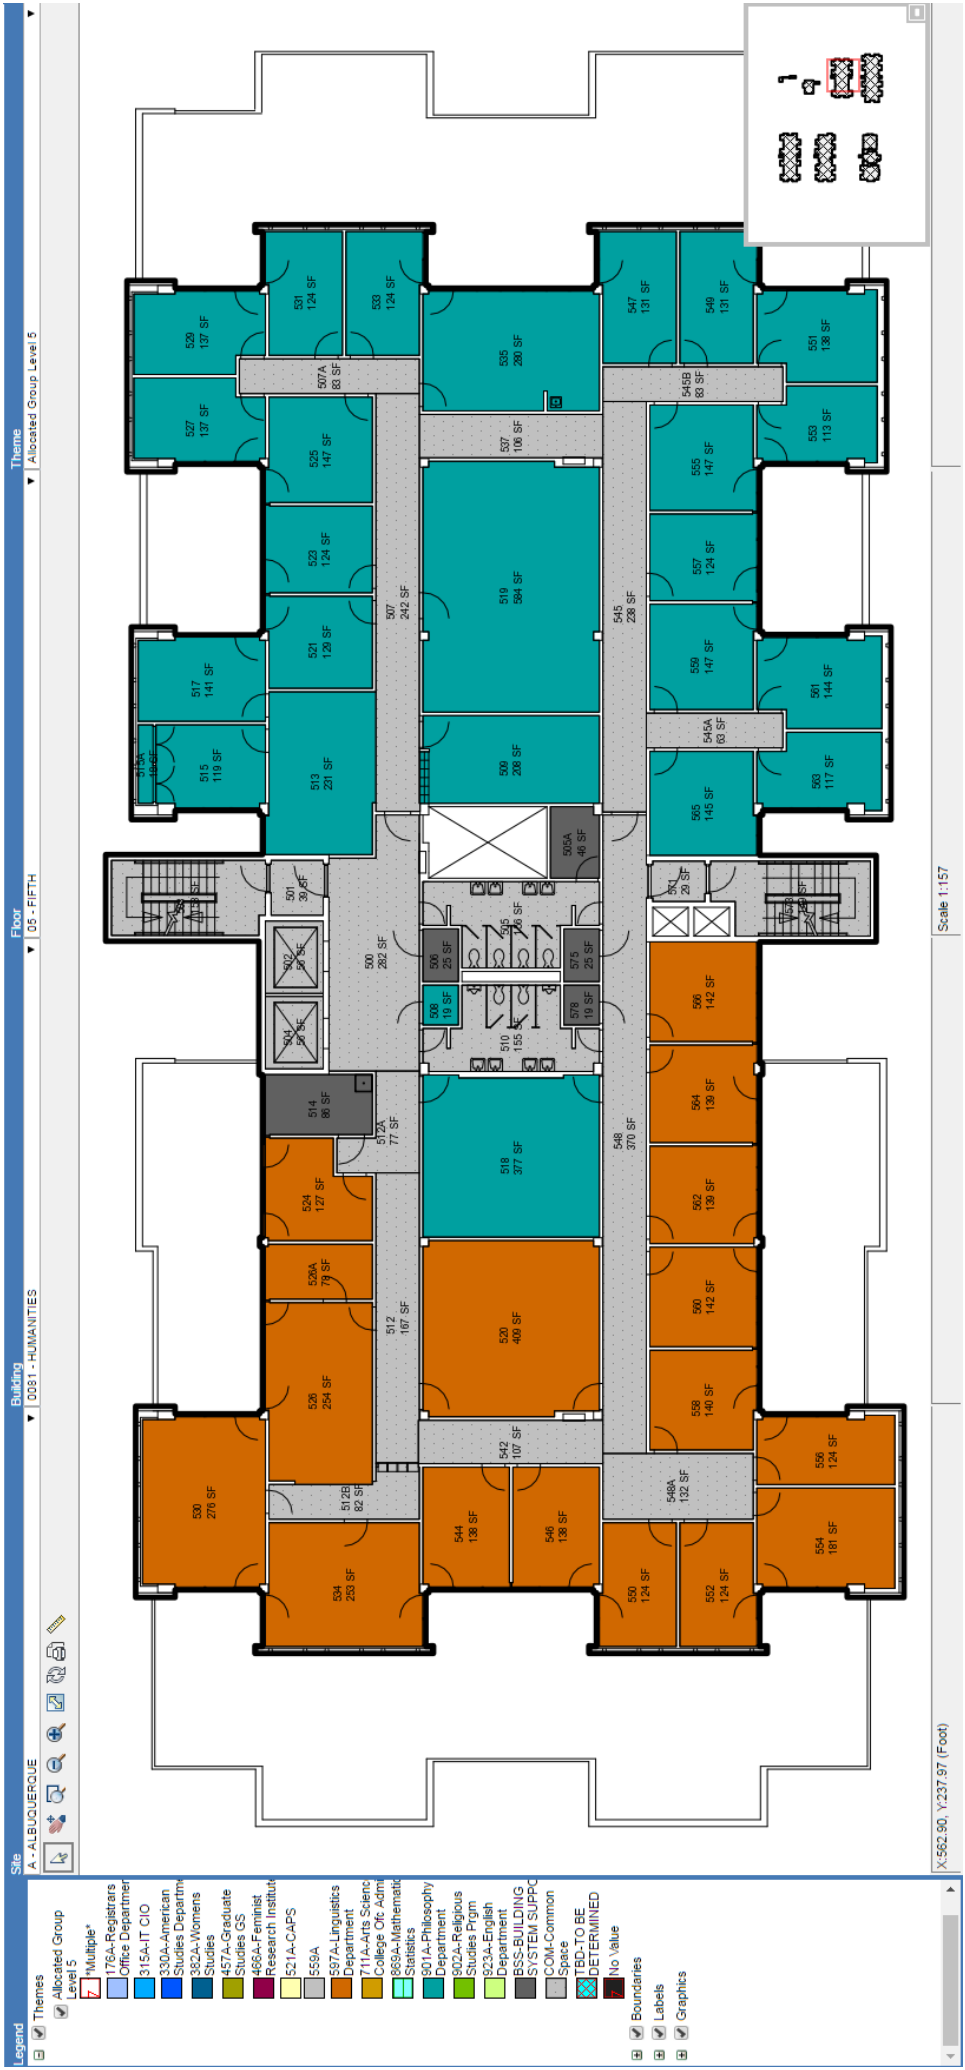 Legend
Themes
Allocated Group
Level 5
*Multiple*
176A-Registrars
Office Departmen
315A-IT CIO
330A-American
Studies Departme
382A-Womens
Studies
457A-Graduate
Studies GS
466A-Feminist
Research Institute
521A-CAPS
559A
597A-Linguistics
Department
711A-Arts Scienc
College Ofc Admi
869A-Mathematic
Statistics
901A-Philosophy
Department
902A-Religious
Studies Prgm
923A-English
Department
BSS-BUILDING
SYSTEM SUPPO
COM-Common
Space
TBD-TO BE
DETERMINED
No Value
Boundaries
Labels
Graphics
Site
A - ALBUQUERQUE
Building
0081 - HUMANITIES
Floor
05 - FIFTH
Theme
Allocated Group Level 5
530
276 SF
534
253 SF
512B
82 SF
526
254 SF
526A
79 SF
524
127 SF
514
86 SF
512A
77 SF
512
167 SF
504
56 SF
502
56 SF
501
39 SF
500
282 SF
515A
515
119 SF
517
141 SF
513
231 SF
521
129 SF
523
124 SF
525
147 SF
527
137 SF
529
137 SF
531
124 SF
533
124 SF
507A
83 SF
507
242 SF
544
138 SF
546
138 SF
542
107 SF
520
409 SF
518
377 SF
508
19 SF
506
25 SF
510
155 SF
505
578
19 SF
575
25 SF
505A
46 SF
509
208 SF
519
584 SF
537
106 SF
535
280 SF
550
124 SF
552
124 SF
548A
132 SF
548
370 SF
545
238 SF
545B
83 SF
547
131 SF
549
131 SF
554
181 SF
556
124 SF
558
140 SF
560
142 SF
562
139 SF
564
139 SF
566
142 SF
571
29 SF
565
145 SF
545A
63 SF
559
147 SF
557
124 SF
555
147 SF
563
117 SF
561
144 SF
553
113 SF
551
138 SF
X:562.90, Y:237.97 (Foot)
Scale 1:157